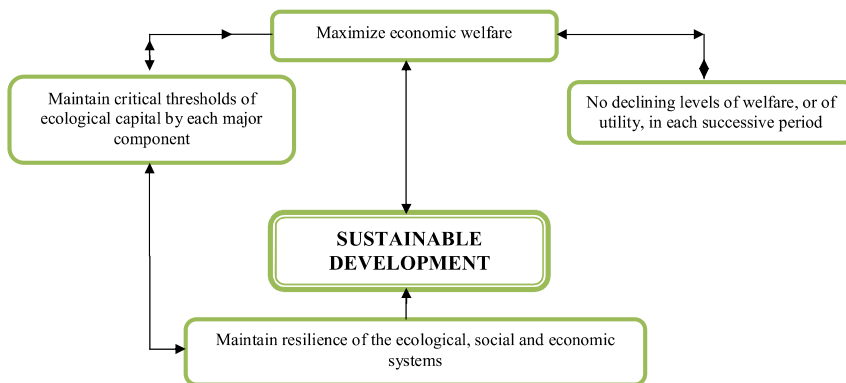 Maximize economic welfare
Maintain critical thresholds of
ecological capital by each major
component
No declining levels of welfare, or of
utility, in each successive period
SUSTAINABLE
DEVELOPMENT
Maintain resilience of the ecological, social and economic
systems